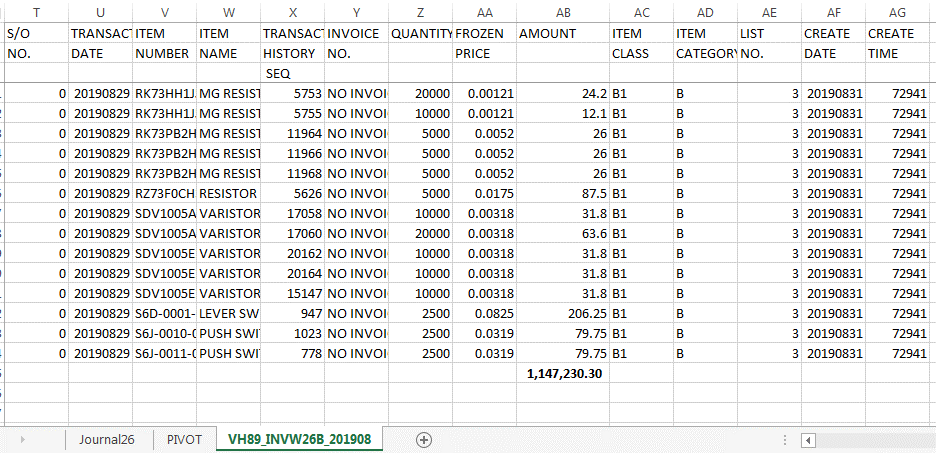 T U V W X Y Z AA AB AC AD AE AF AG
S/O TRANSACT ITEM ITEM TRANSACT INVOICE QUANTITY FROZEN AMOUNT ITEM ITEM LIST CREATE CREATE
NO. DATE NUMBER NAME HISTORY NO. PRICE CLASS CATEGORY NO. DATE TIME
SEQ
0 20190829 RK73HH1J MG RESIST 5753 NO INVOI 20000 0.00121 24.2 B1 B 3 20190831 72941
0 20190829 RK73HH1J MG RESIST 5755 NO INVOI 10000 0.00121 12.1 B1 B 3 20190831 72941
0 20190829 RK73PB2H MG RESIST 11964 NO INVOI 5000 0.0052 26 B1 B 3 20190831 72941
0 20190829 RK73PB2H MG RESIST 11966 NO INVOI 5000 0.0052 26 B1 B 3 20190831 72941
0 20190829 RK73PB2H MG RESIST 11968 NO INVOI 5000 0.0052 26 B1 B 3 20190831 72941
0 20190829 RZ73F0CH RESISTOR 5626 NO INVOI 5000 0.0175 87.5 B1 B 3 20190831 72941
0 20190829 SDV1005A VARISTOR 17058 NO INVOI 10000 0.00318 31.8 B1 B 3 20190831 72941
0 20190829 SDV1005A VARISTOR 17060 NO INVOI 20000 0.00318 63.6 B1 B 3 20190831 72941
0 20190829 SDV1005E VARISTOR 20162 NO INVOI 10000 0.00318 31.8 B1 B 3 20190831 72941
0 20190829 SDV1005E VARISTOR 20164 NO INVOI 10000 0.00318 31.8 B1 B 3 20190831 72941
0 20190829 SDV1005E VARISTOR 15147 NO INVOI 10000 0.00318 31.8 B1 B 3 20190831 72941
0 20190829 S6D-0001- LEVER SW 947 NO INVOI 2500 0.0825 206.25 B1 B 3 20190831 72941
0 20190829 S6J-0010-0 PUSH SWI 1023 NO INVOI 2500 0.0319 79.75 B1 B 3 20190831 72941
0 20190829 S6J-0011-0 PUSH SWI 778 NO INVOI 2500 0.0319 79.75 B1 B 3 20190831 72941
1,147,230.30
Journal26 PIVOT VH89_INVW26B_201908